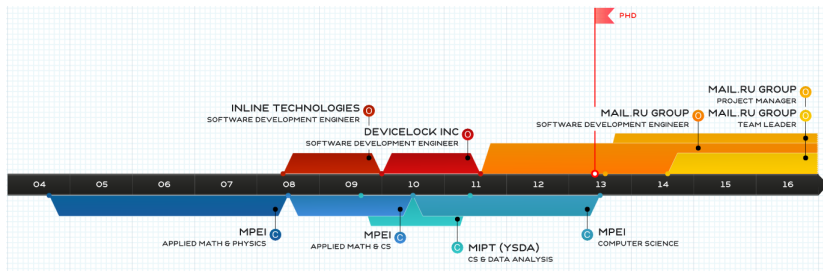 PHD
MAIL.RU GROUP O
PROJECT MANAGER
INLINE TECHNOLOGIES O
SOFTWARE DEVELOPMENT ENGINEER
MAIL.RU GROUP O
SOFTWARE DEVELOPMENT ENGINEER
MAIL.RU GROUP O
TEAM LEADER
DEVICELOCK INC O
SOFTWARE DEVELOPMENT ENGINEER
04 05 06 07 08 09 10 11 12 13 14 15 16
MPEI C
APPLIED MATH & PHYSICS
MPEI C
APPLIED MATH & CS
C MIPT (YSDA)
CS & DATA ANALYSIS
C MPEI
COMPUTER SCIENCE